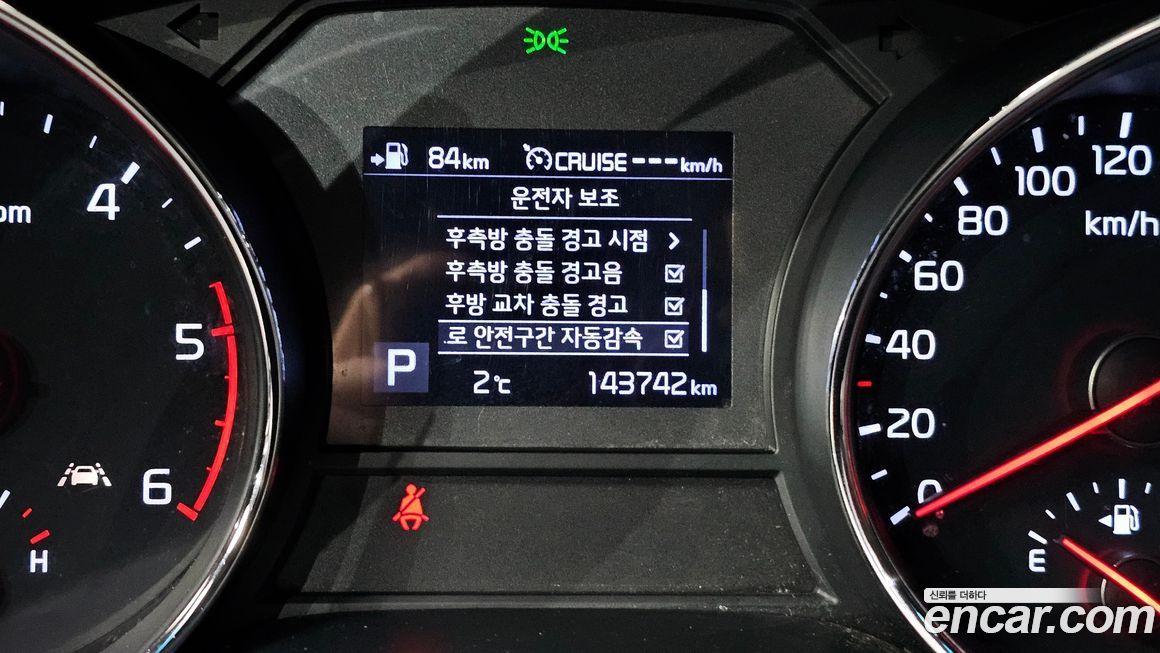 84km CRUISE ---km/h
운전자 보조
후측방 충돌 경고 시점
후측방 충돌 경고음
후방 교차 충돌 경고
로 안전구간 자동감속
P
2℃ 143742km
4
5
6
H
0
20
40
60
80
100
120
km/h
E
신뢰를 더하다
encar.com